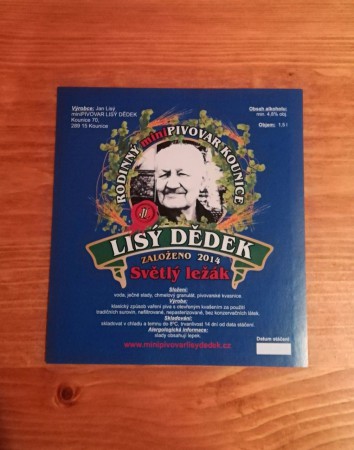 Výrobce: Jan Lisý
miniPIVOVAR LISÝ DĚDEK
Kounice 70,
289 15 Kounice
Obsah alkoholu:
min. 4,6% obj.
Objem: 1,5 l
RODINNÝ miniPIVOVAR KOUNICE
LISÝ DĚDEK
ZALOŽENO 2014
Světlý ležák
Složení:
voda, ječné slady, chmelový granulát, pivovarské kvasnice.
Výroba:
klasický způsob vaření piva s otevřeným kvašením za použití
tradičních surovin, nefiltrované, nepasterizované, bez konzervačních látek.
Skladování:
skladovat v chladu a temnu do 8°C, trvanlivost 14 dní od data stáčení.
Alergologická informace:
slady obsahují lepek.
www.minipivovarlisydedek.cz
Datum stáčení: